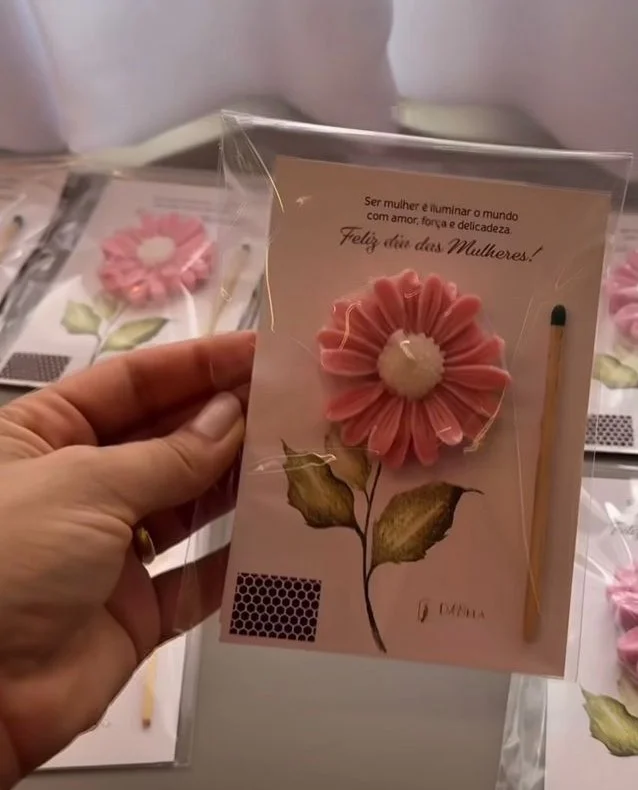 Ser mulher é iluminar o mundo
com amor, força e delicadeza.
Feliz dia das Mulheres!